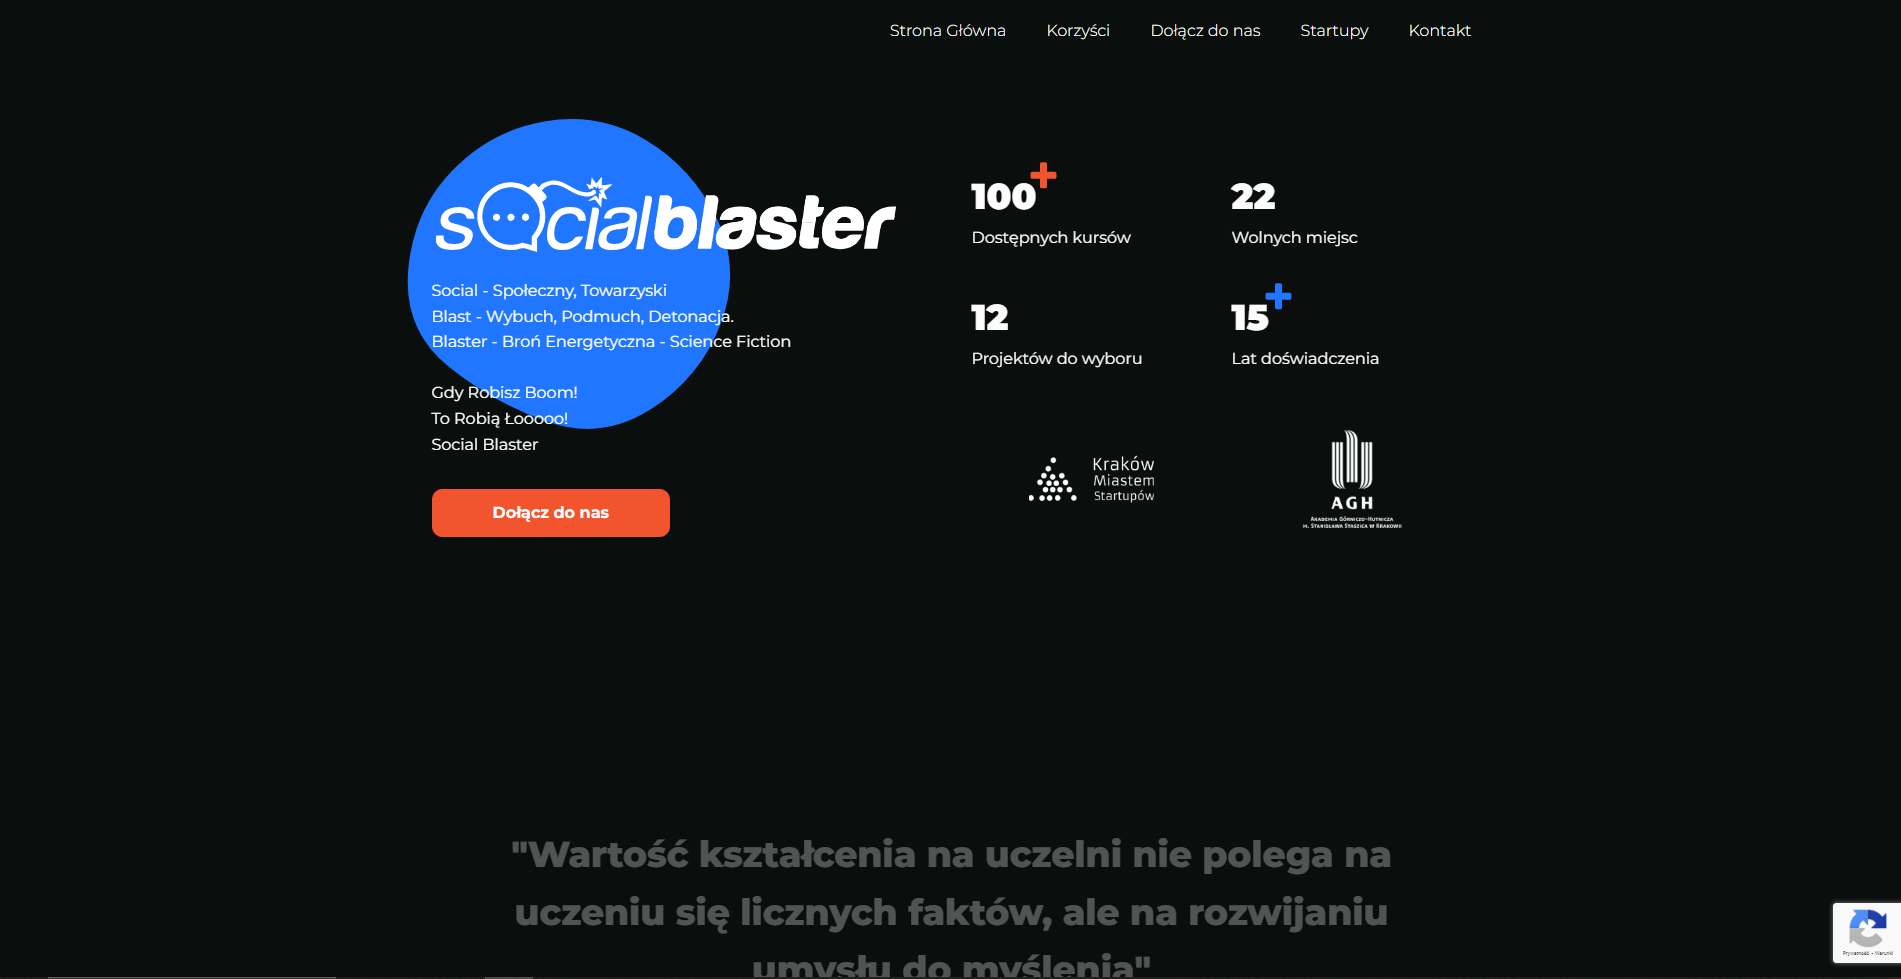 Strona Główna Korzyści Dołącz do nas Startupy Kontakt
socialblaster
Social - Społeczny, Towarzyski
Blast - Wybuch, Podmuch, Detonacja.
Blaster - Broń Energetyczna - Science Fiction
Gdy Robisz Boom!
To Robią Łooooo!
Social Blaster
Dołącz do nas
100+
Dostępnych kursów
22
Wolnych miejsc
12
Projektów do wyboru
15+
Lat doświadczenia
Kraków
Miastem
Startupów
AGH
Akademia Górniczo-Hutnicza
im. Stanisława Staszica w Krakowie
"Wartość kształcenia na uczelni nie polega na
uczeniu się licznych faktów, ale na rozwijaniu
umysłu do myślenia"
Prywatność - Warunki